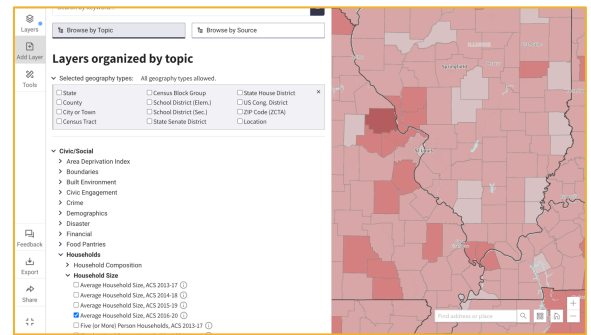 Layers
Add Layer
Tools
Feedback
Export
Share
Browse by Topic
Browse by Source
Layers organized by topic
Selected geography types: All geography types allowed.
State
Census Block Group
State House District
County
School District (Elem.)
US Cong. District
City or Town
School District (Sec.)
ZIP Code (ZCTA)
Census Tract
State Senate District
Location
Civic/Social
Area Deprivation Index
Boundaries
Built Environment
Civic Engagement
Crime
Demographics
Disaster
Financial
Food Pantries
Households
Household Composition
Household Size
Average Household Size, ACS 2013-17
Average Household Size, ACS 2014-18
Average Household Size, ACS 2015-19
Average Household Size, ACS 2016-20
Five (or More) Person Households, ACS 2013-17
Find address or place